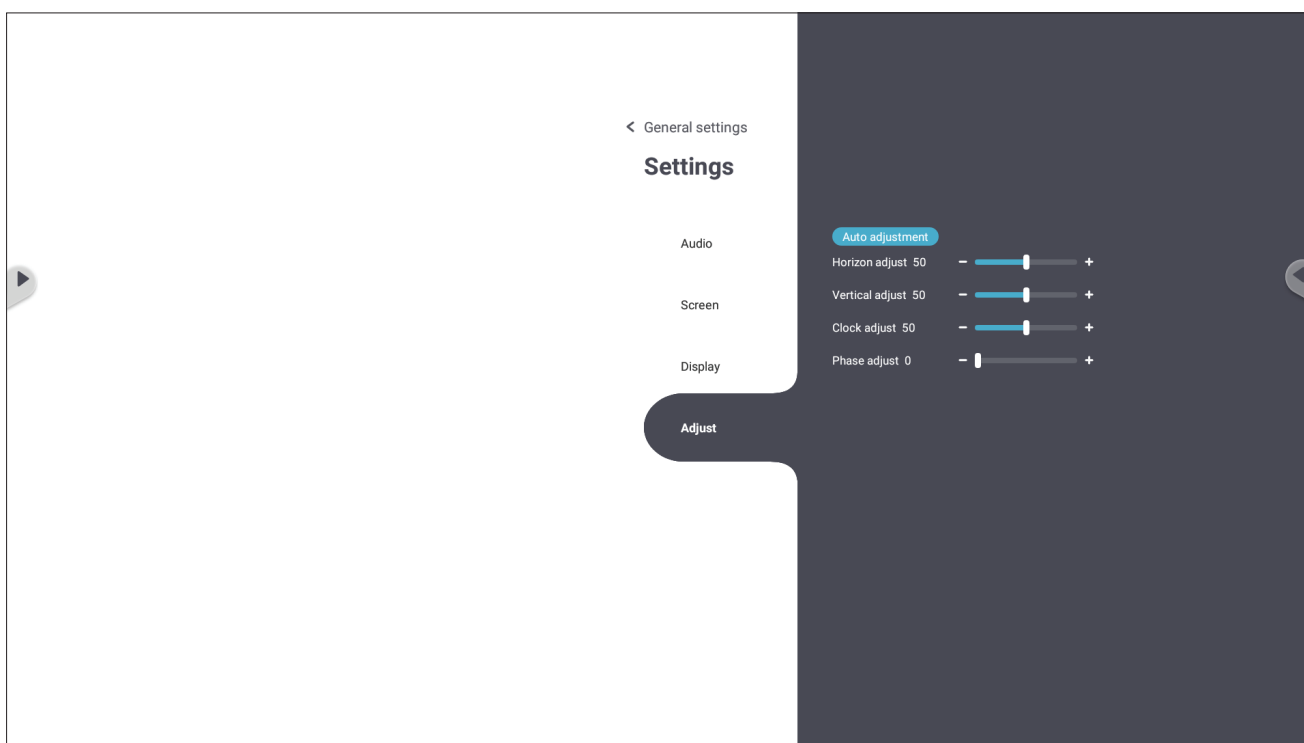 General settings
Settings
Audio
Screen
Display
Adjust
Auto adjustment
Horizon adjust 50
Vertical adjust 50
Clock adjust 50
Phase adjust 0